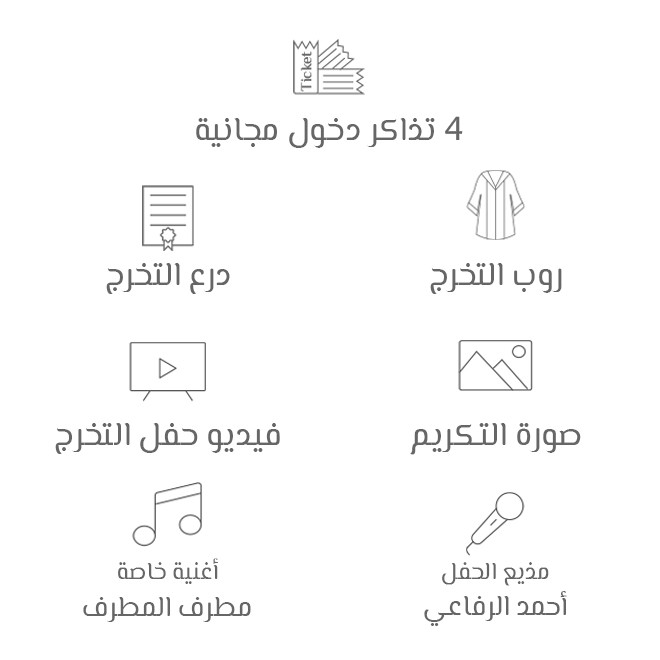 Ticket
4 تذاكر دخول مجانية
روب التخرج
درع التخرج
صورة التكريم
فيديو حفل التخرج
مذيع الحفل
أحمد الرفاعي
أغنية خاصة
مطرف المطرف